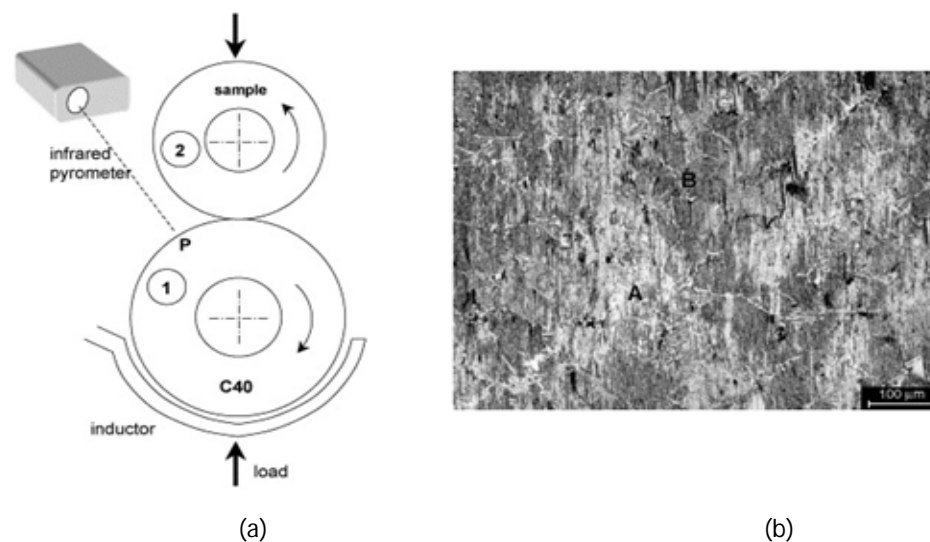 sample
2
infrared
pyrometer
P
1
C40
inductor
load
B
A
100 µm
(a)
(b)